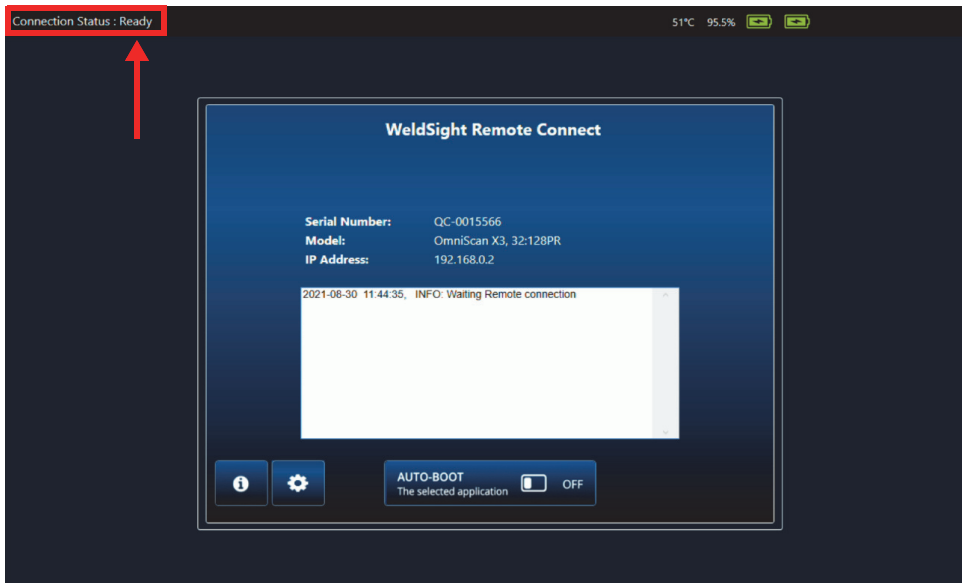 Connection Status : Ready
51°C 95.5%
WeldSight Remote Connect
Serial Number: QC-0015566
Model: OmniScan X3, 32:128PR
IP Address: 192.168.0.2
2021-08-30 11:44:35, INFO: Waiting Remote connection
AUTO-BOOT
The selected application OFF